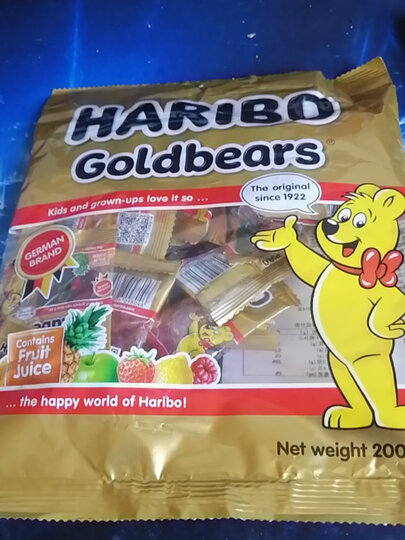 HARIBO
Goldbears®
Kids and grown-ups love it so ...
The original
since 1922
GERMAN
BRAND
Contains
Fruit
Juice
... the happy world of Haribo!
Net weight 200